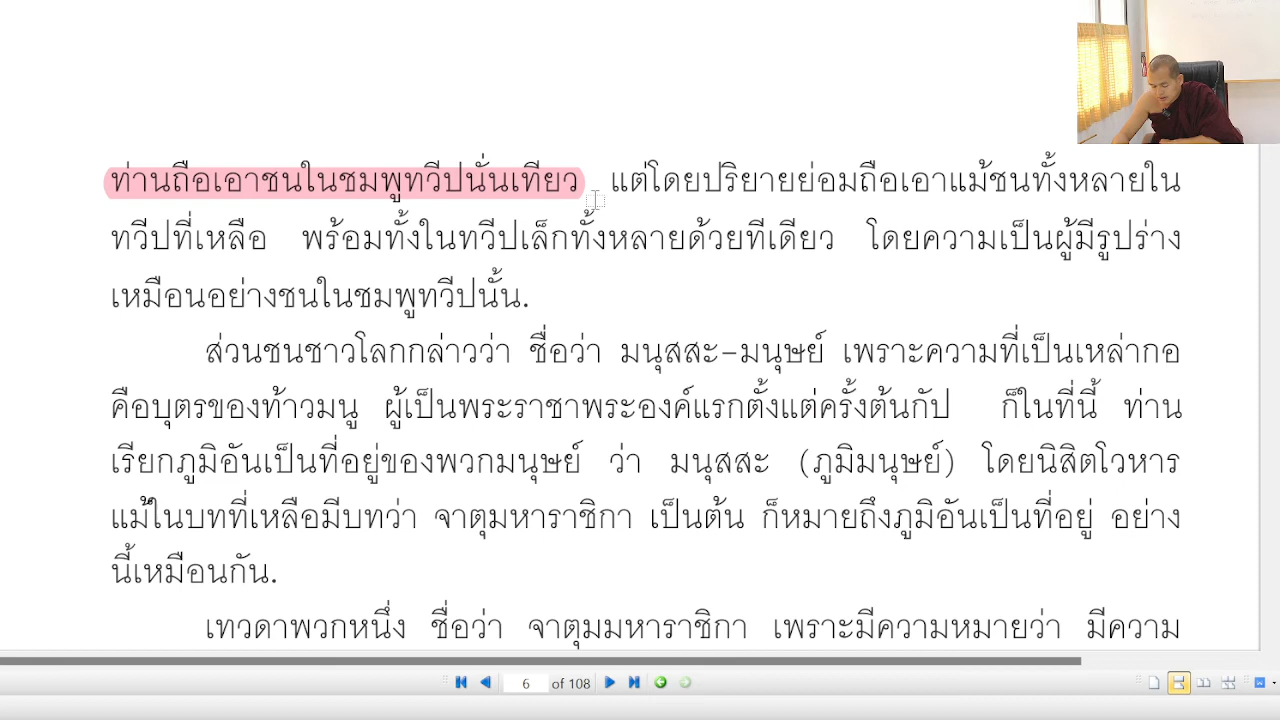 ท่านถือเอาชนในชมพูทวีปนั่นเทียว แต่โดยปริยายย่อมถือเอาแม้ชนทั้งหลายใน
ทวีปที่เหลือ พร้อมทั้งในทวีปเล็กทั้งหลายด้วยทีเดียว โดยความเป็นผู้มีรูปร่าง
เหมือนอย่างชนในชมพูทวีปนั้น.
ส่วนชนชาวโลกกล่าวว่า ชื่อว่า มนุสสะ-มนุษย์ เพราะความที่เป็นเหล่ากอ
คือบุตรของท้าวมนู ผู้เป็นพระราชาพระองค์แรกตั้งแต่ครั้งต้นกัป ก็ในที่นี้ ท่าน
เรียกภูมิอันเป็นที่อยู่ของพวกมนุษย์ ว่า มนุสสะ (ภูมิมนุษย์) โดยนิสิตโวหาร
แม้ในบทที่เหลือมีบทว่า จาตุมหาราชิกา เป็นต้น ก็หมายถึงภูมิอันเป็นที่อยู่ อย่าง
นี้เหมือนกัน.
เทวดาพวกหนึ่ง ชื่อว่า จาตุมมหาราชิกา เพราะมีความหมายว่า มีความ
6 of 108